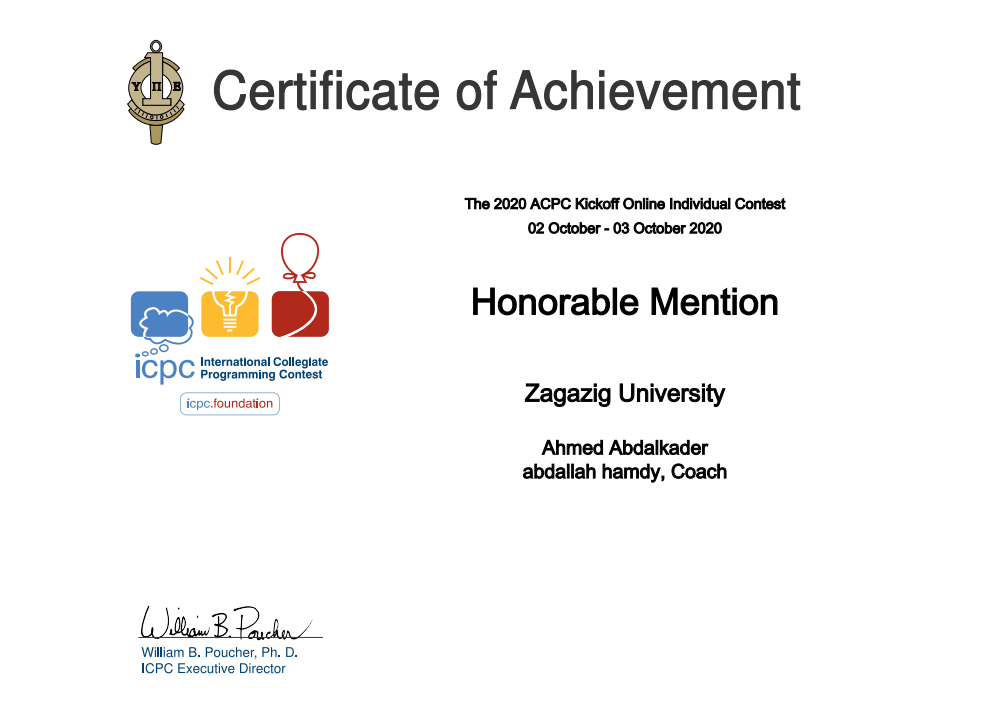 Υ Π Ε
Certificate of Achievement
The 2020 ACPC Kickoff Online Individual Contest
02 October - 03 October 2020
Honorable Mention
icpc International Collegiate
Programming Contest
icpc.foundation
Zagazig University
Ahmed Abdalkader
abdallah hamdy, Coach
William B. Poucher
William B. Poucher, Ph. D.
ICPC Executive Director